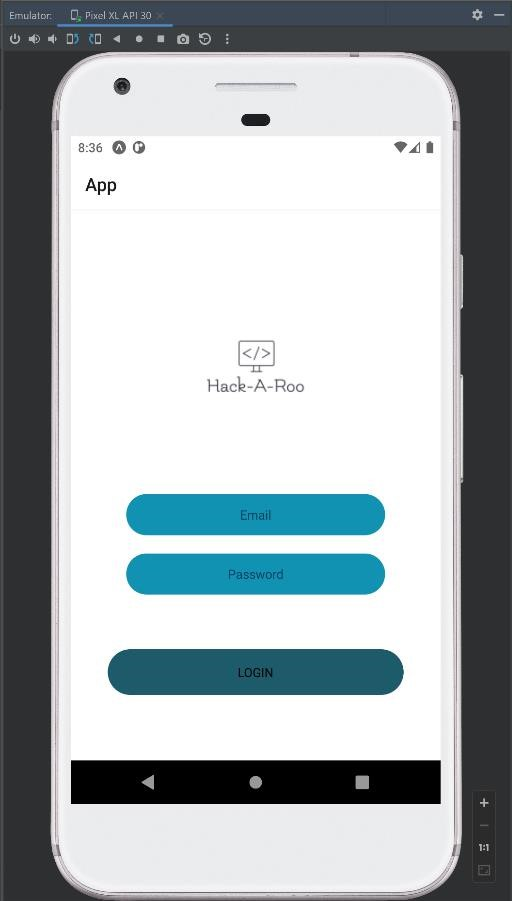 Emulator: Pixel XL API 30
8:36
App
</>
Hack-A-Roo
Email
Password
LOGIN
1:1